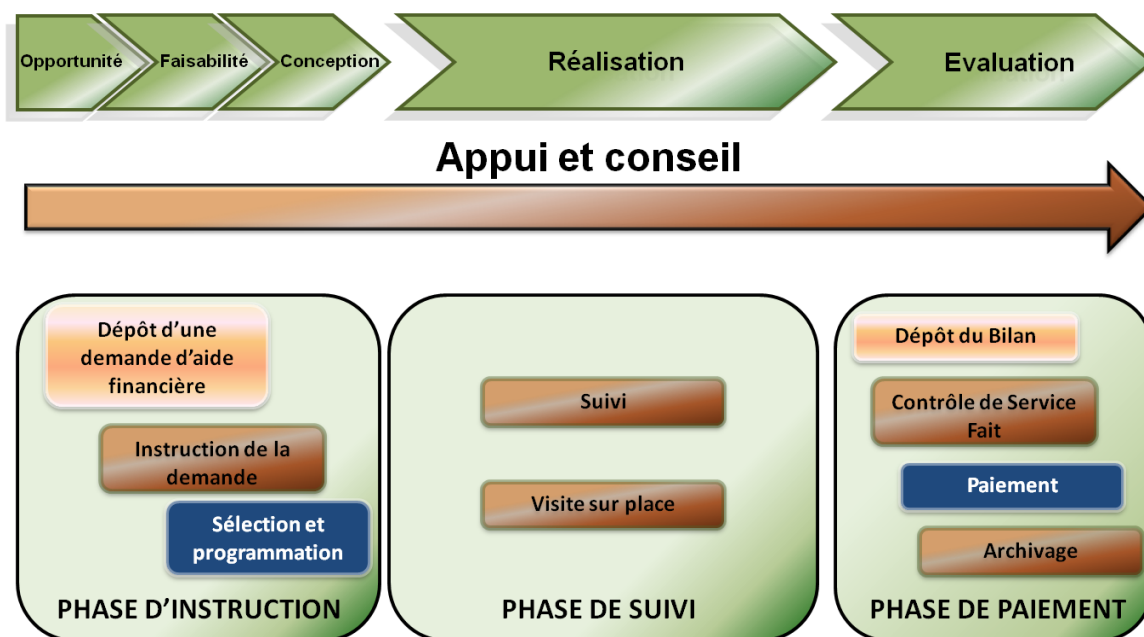 Opportunité
Faisabilité
Conception
Réalisation
Evaluation
Appui et conseil
Dépôt d'une
demande d'aide
financière
Instruction de la
demande
Sélection et
programmation
PHASE D'INSTRUCTION
Suivi
Visite sur place
PHASE DE SUIVI
Dépôt du Bilan
Contrôle de Service
Fait
Paiement
Archivage
PHASE DE PAIEMENT